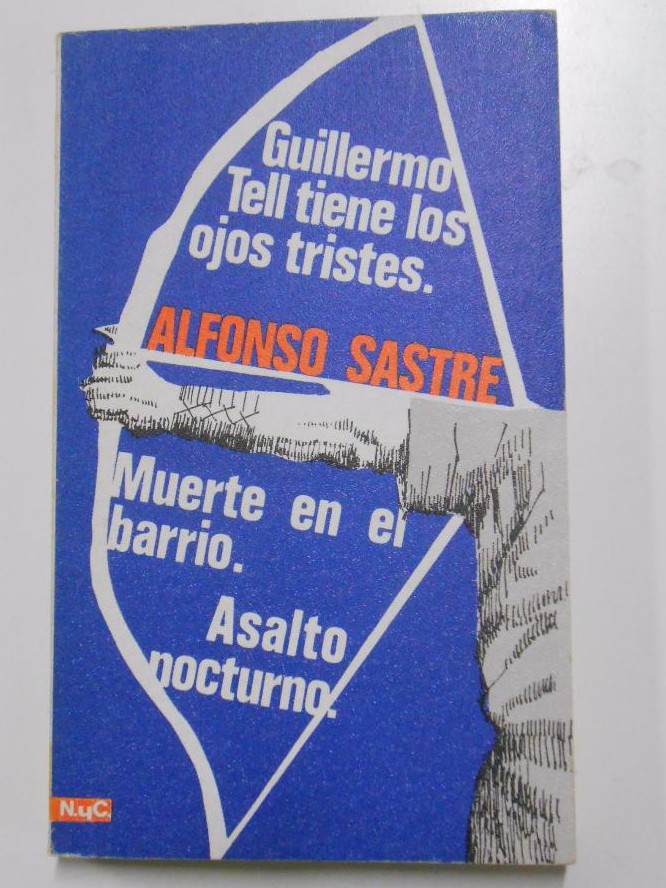 Guillermo
Tell tiene los
ojos tristes.
ALFONSO SASTRE
Muerte en el
barrio.
Asalto
nocturno.
N.yC.